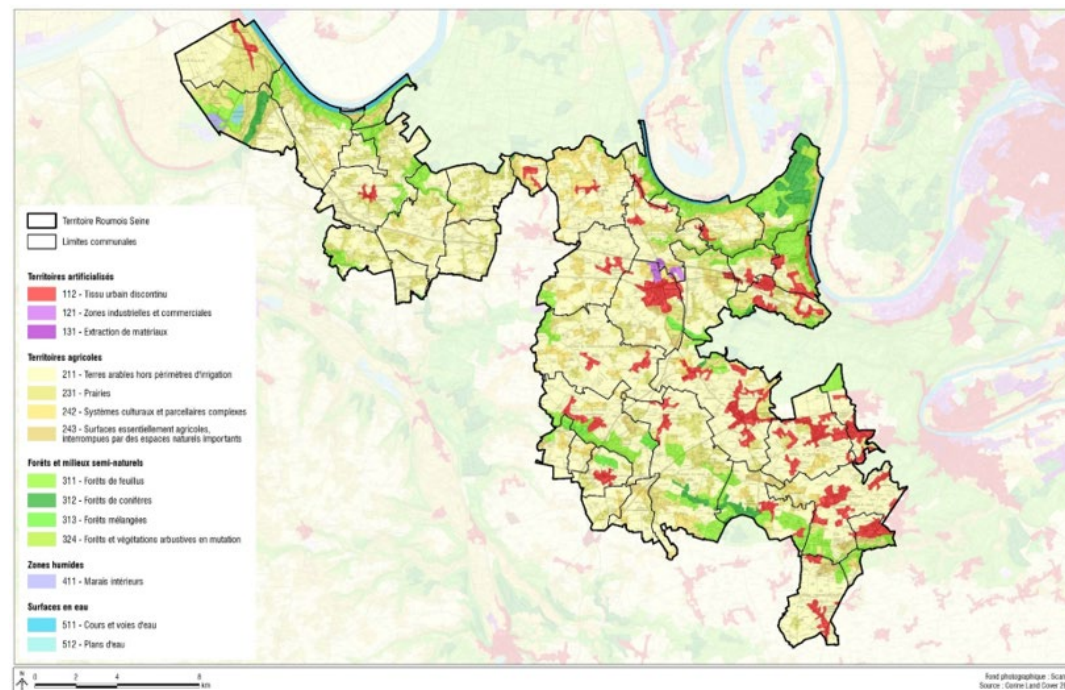 Territoire Roumois Seine
Limites communales
Territoires artificialisés
112 - Tissu urbain discontinu
121 - Zones industrielles et commerciales
131 - Extraction de matériaux
Territoires agricoles
211 - Terres arables hors périmètres d'irrigation
231 - Prairies
242 - Systèmes culturaux et parcellaires complexes
243 - Surfaces essentiellement agricoles,
interrompues par des espaces naturels importants
Forêts et milieux semi-naturels
311 - Forêts de feuillus
312 - Forêts de conifères
313 - Forêts mélangées
324 - Forêts et végétations arbustives en mutation
Zones humides
411 - Marais intérieurs
Surfaces en eau
511 - Cours et voies d'eau
512 - Plans d'eau
N
0 2 4 8
km
Fond photographique : Scan
Source : Corine Land Cover 20